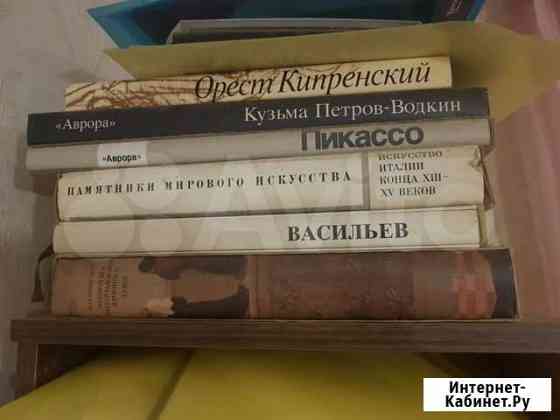 Орест Кипренский
«Аврора» Кузьма Петров-Водкин
«Аврора» Пикассо
ПАМЯТНИКИ МИРОВОГО ИСКУССТВА
ИСКУССТВО
ИТАЛИИ
КОНЦА XIII-
XV ВЕКОВ
ВАСИЛЬЕВ
Avito
Интернет-
Кабинет.Ру